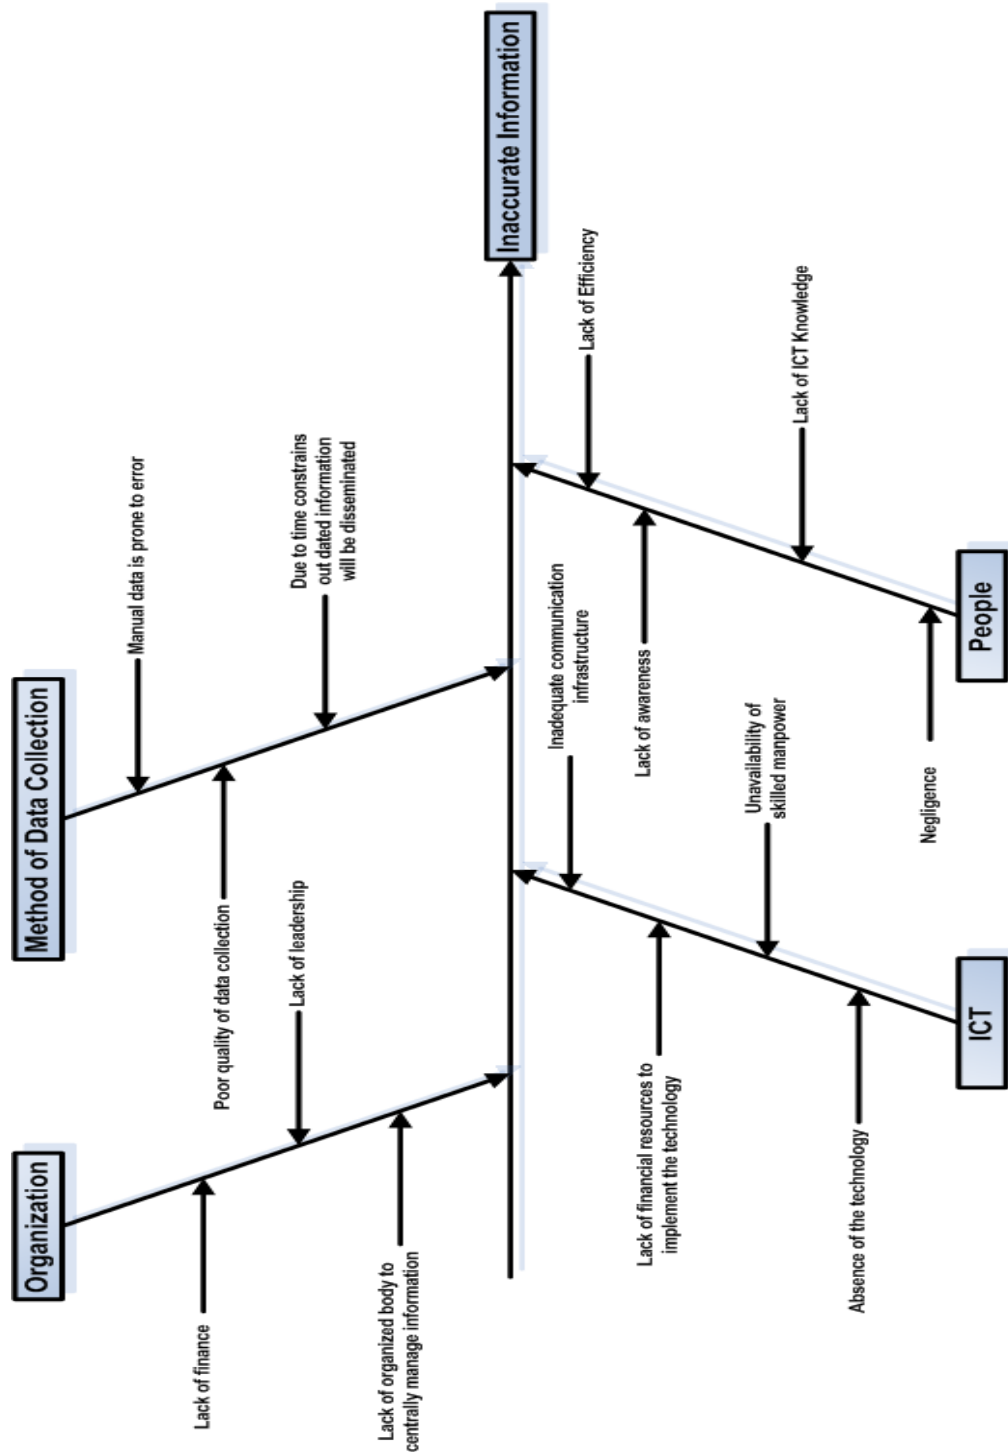 Organization
Method of Data Collection
Lack of finance
Lack of leadership
Lack of organized body to
centrally manage information
Manual data is prone to error
Poor quality of data collection
Due to time constrains
out dated information
will be disseminated
Inaccurate Information
Inadequate communication
infrastructure
Lack of financial resources to
implement the technology
Unavailability of
skilled manpower
Absence of the technology
ICT
Lack of Efficiency
Lack of awareness
Lack of ICT Knowledge
Negligence
People